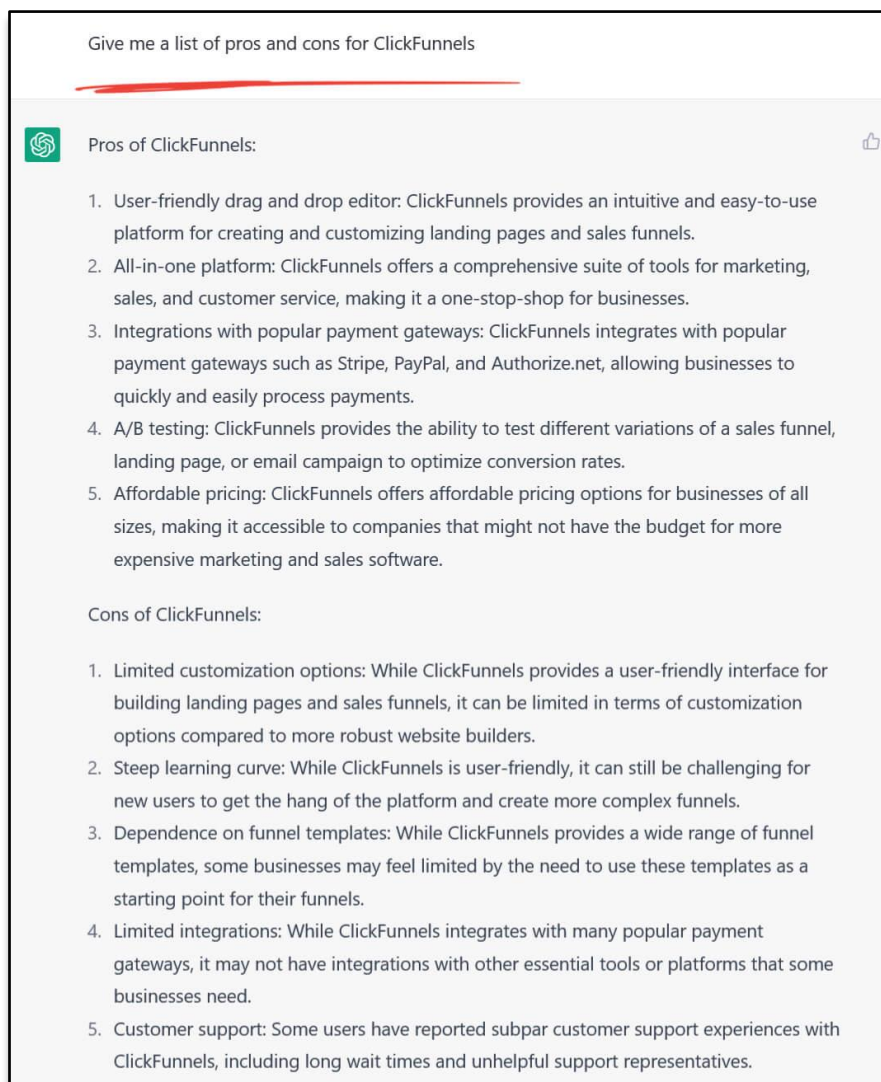 Give me a list of pros and cons for ClickFunnels
Pros of ClickFunnels:
1. User-friendly drag and drop editor: ClickFunnels provides an intuitive and easy-to-use
platform for creating and customizing landing pages and sales funnels.
2. All-in-one platform: ClickFunnels offers a comprehensive suite of tools for marketing,
sales, and customer service, making it a one-stop-shop for businesses.
3. Integrations with popular payment gateways: ClickFunnels integrates with popular
payment gateways such as Stripe, PayPal, and Authorize.net, allowing businesses to
quickly and easily process payments.
4. A/B testing: ClickFunnels provides the ability to test different variations of a sales funnel,
landing page, or email campaign to optimize conversion rates.
5. Affordable pricing: ClickFunnels offers affordable pricing options for businesses of all
sizes, making it accessible to companies that might not have the budget for more
expensive marketing and sales software.
Cons of ClickFunnels:
1. Limited customization options: While ClickFunnels provides a user-friendly interface for
building landing pages and sales funnels, it can be limited in terms of customization
options compared to more robust website builders.
2. Steep learning curve: While ClickFunnels is user-friendly, it can still be challenging for
new users to get the hang of the platform and create more complex funnels.
3. Dependence on funnel templates: While ClickFunnels provides a wide range of funnel
templates, some businesses may feel limited by the need to use these templates as a
starting point for their funnels.
4. Limited integrations: While ClickFunnels integrates with many popular payment
gateways, it may not have integrations with other essential tools or platforms that some
businesses need.
5. Customer support: Some users have reported subpar customer support experiences with
ClickFunnels, including long wait times and unhelpful support representatives.